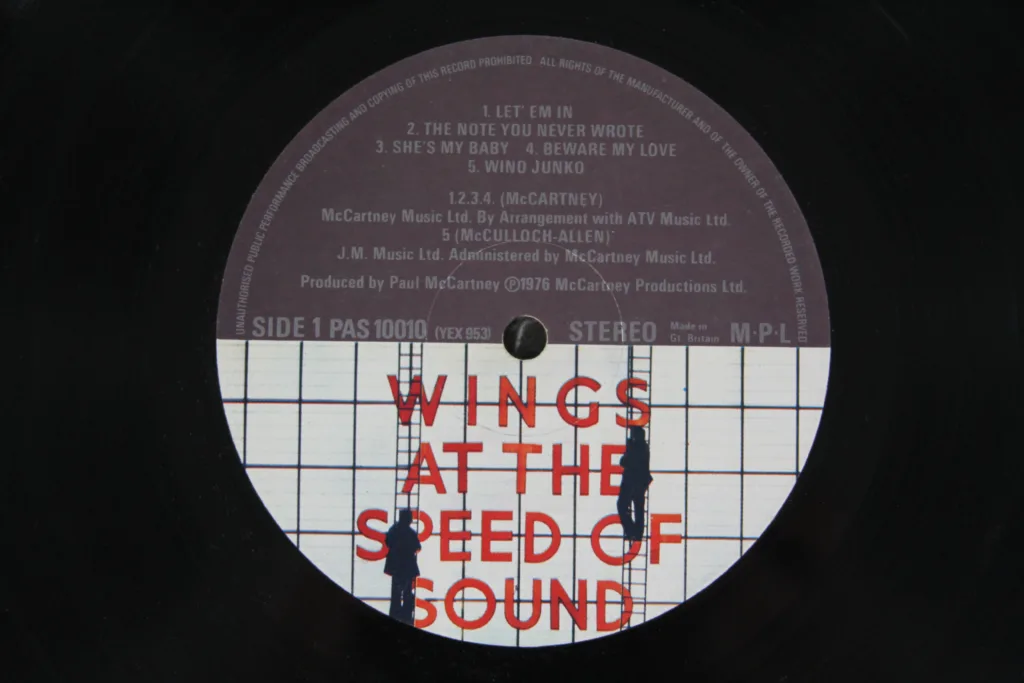 UNAUTHORISED PUBLIC PERFORMANCE BROADCASTING AND COPYING OF THIS RECORD PROHIBITED ALL RIGHTS OF THE MANUFACTURER AND OF THE OWNER OF THE RECORDED WORK RESERVED
1. LET' EM IN
2. THE NOTE YOU NEVER WROTE
3. SHE'S MY BABY 4. BEWARE MY LOVE
5. WINO JUNKO
1.2.3.4. (McCARTNEY)
McCartney Music Ltd. By Arrangement with ATV Music Ltd.
5 (McCULLOCH-ALLEN)
J.M. Music Ltd. Administered by McCartney Music Ltd.
Produced by Paul McCartney Ⓟ1976 McCartney Productions Ltd.
SIDE 1 PAS 10010 (YEX 953) STEREO Made in Gt. Britain M·P·L
WINGS
AT THE
SPEED OF
SOUND